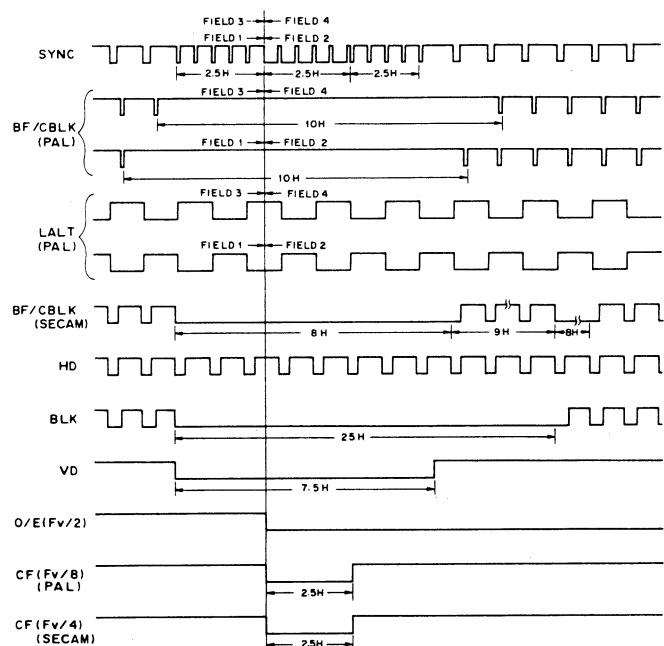 FIELD 3 FIELD 4
FIELD 1 FIELD 2
SYNC
2.5H 2.5H 2.5H
FIELD 3 FIELD 4
BF/CBLK
(PAL)
10H
FIELD 1 FIELD 2
10H
FIELD 3 FIELD 4
LALT
(PAL)
FIELD 1 FIELD 2
BF/CBLK
(SECAM)
8H 9H 8H
HD
BLK
25H
VD
7.5H
O/E(Fv/2)
CF(Fv/8)
(PAL)
2.5H
CF(Fv/4)
(SECAM)
2.5H